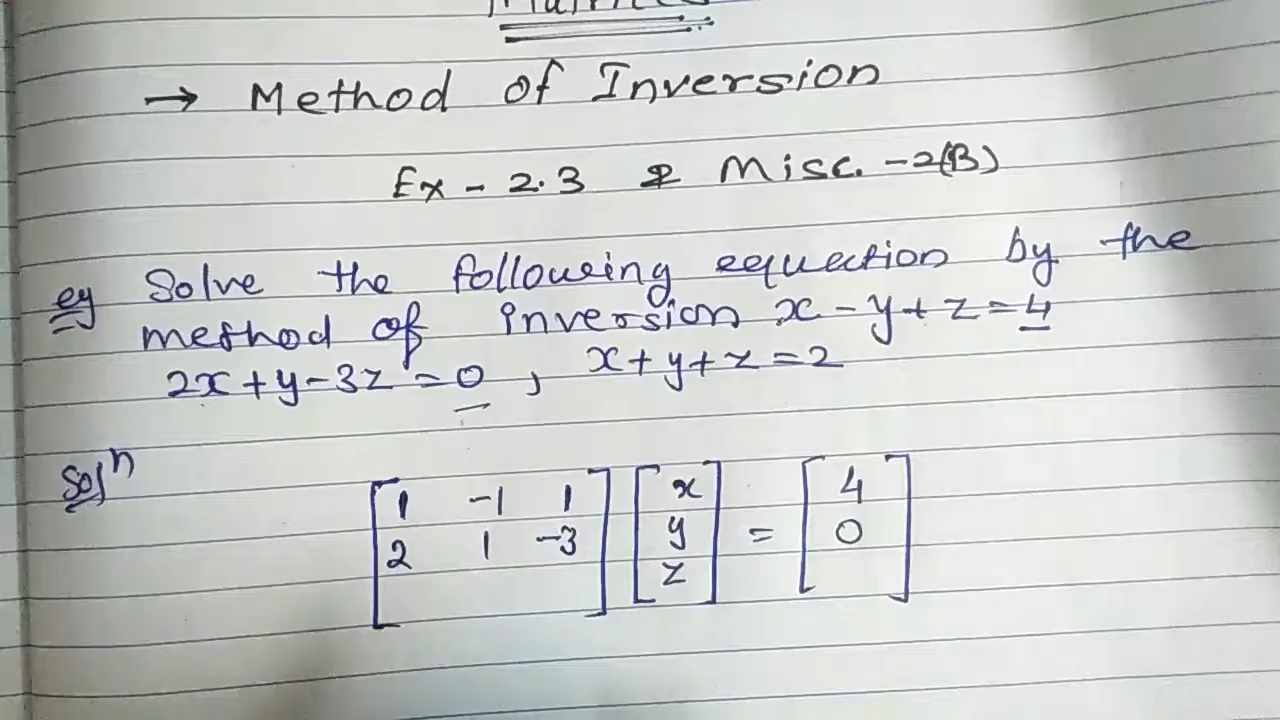 → Method of Inversion
Ex - 2.3 & Misc. -2(B)
eg Solve the following equation by the
method of inversion x - y + z = 4
2x + y - 3z = 0 , x + y + z = 2
Solⁿ
[1 -1 1] [x] = [4]
[2 1 -3] [y] [0]
[z]